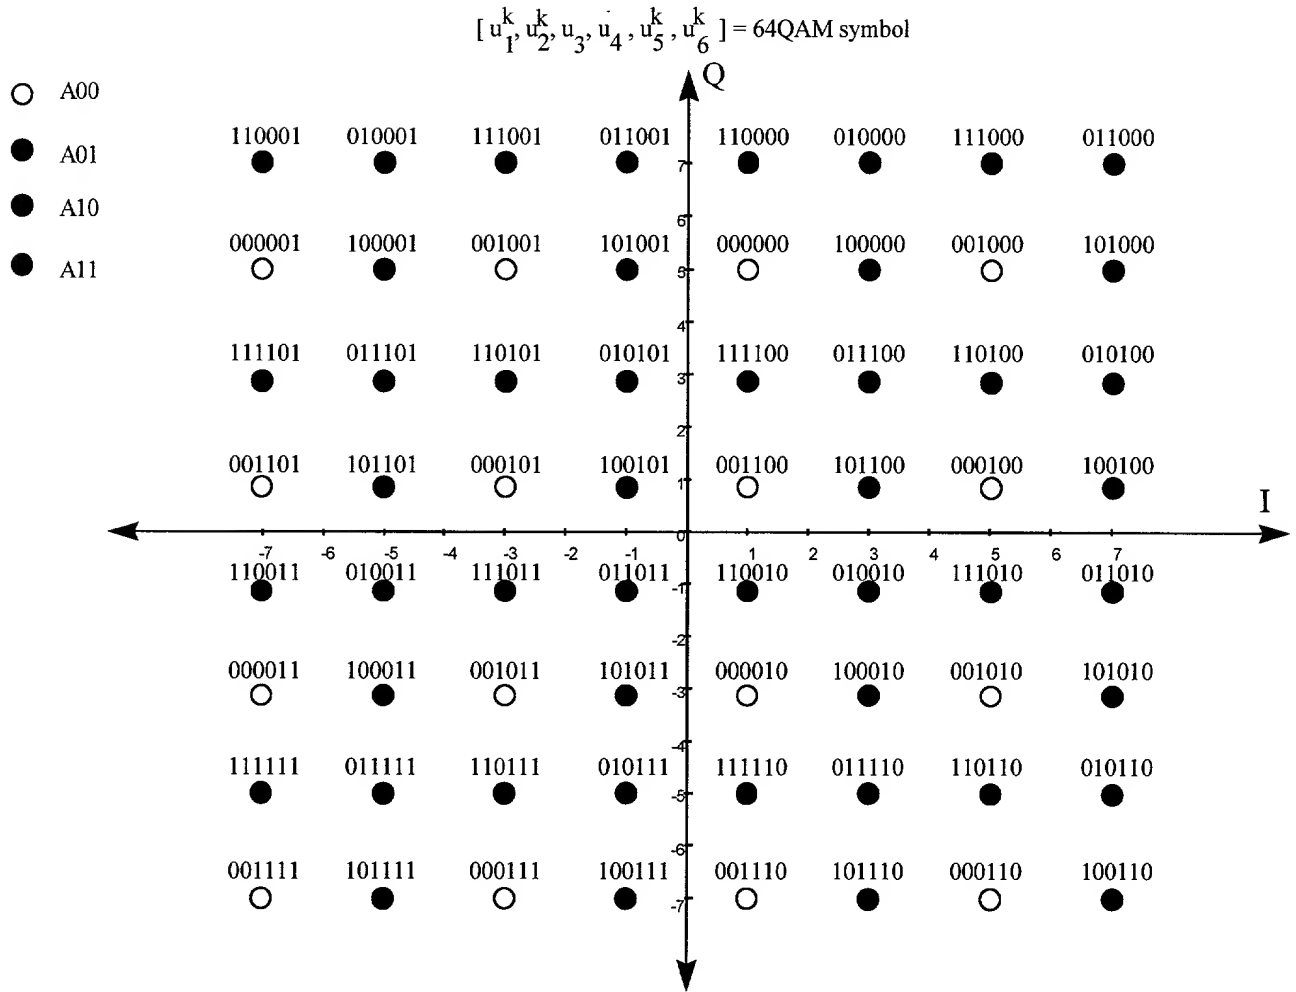 [ u₁ᵏ, u₂ᵏ, u₃, u₄, u₅ᵏ, u₆ᵏ ] = 64QAM symbol
Q
A00
A01
A10
A11
110001 010001 111001 011001 110000 010000 111000 011000
7
6
000001 100001 001001 101001 000000 100000 001000 101000
5
4
111101 011101 110101 010101 111100 011100 110100 010100
3
2
001101 101101 000101 100101 001100 101100 000100 100100
1
I
0
-7 -6 -5 -4 -3 -2 -1 1 2 3 4 5 6 7
110011 010011 111011 011011 110010 010010 111010 011010
-1
-2
000011 100011 001011 101011 000010 100010 001010 101010
-3
-4
111111 011111 110111 010111 111110 011110 110110 010110
-5
-6
001111 101111 000111 100111 001110 101110 000110 100110
-7